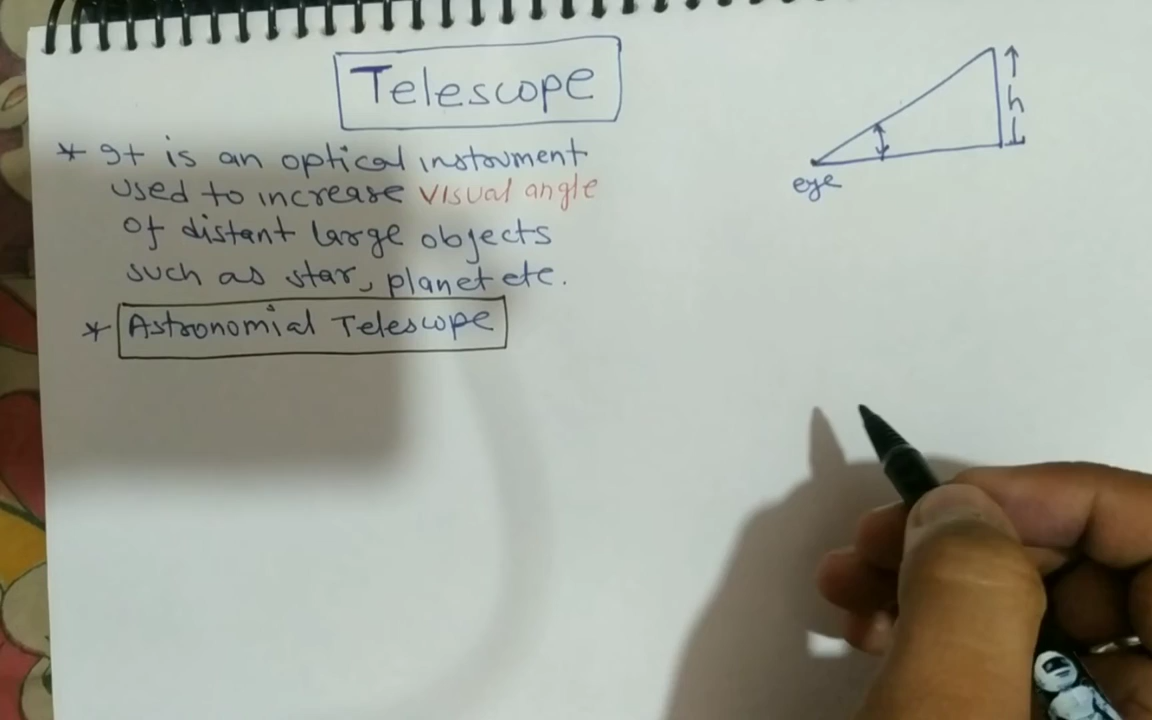 Telescope
* It is an optical instrument
used to increase visual angle
of distant large objects
such as star, planet etc.
* Astronomial Telescope
h
eye